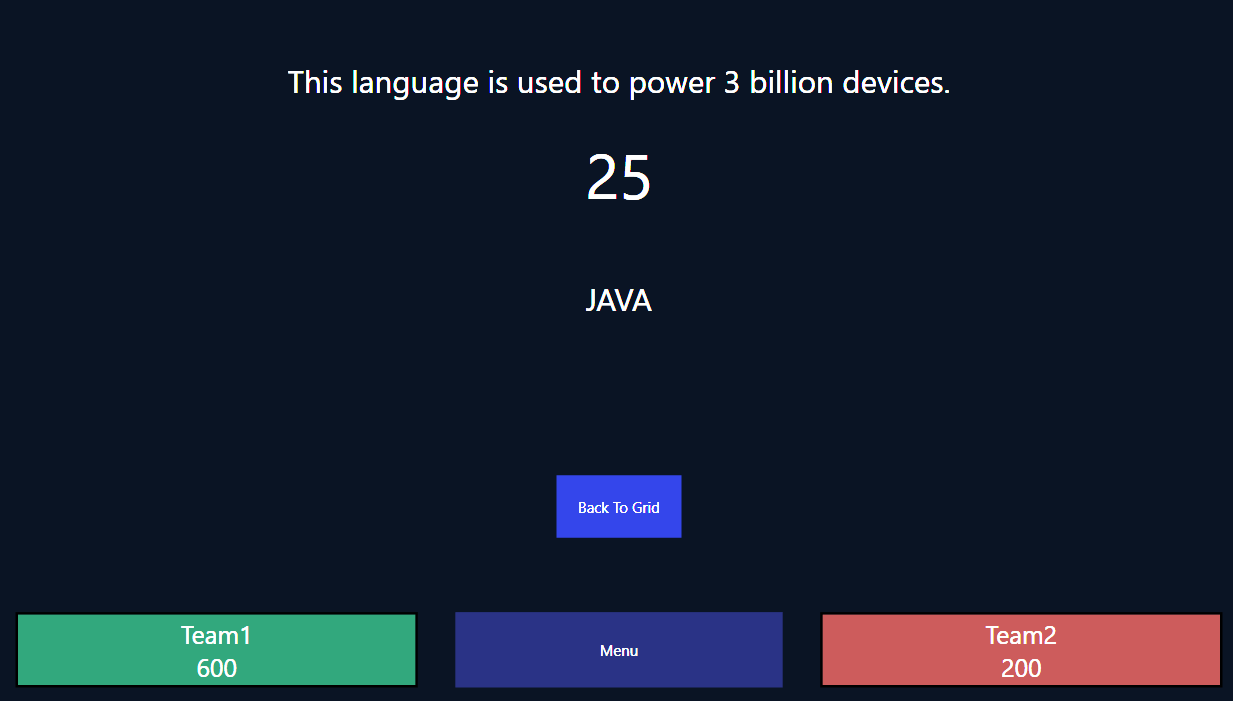 This language is used to power 3 billion devices.
25
JAVA
Back To Grid
Team1
600
Menu
Team2
200